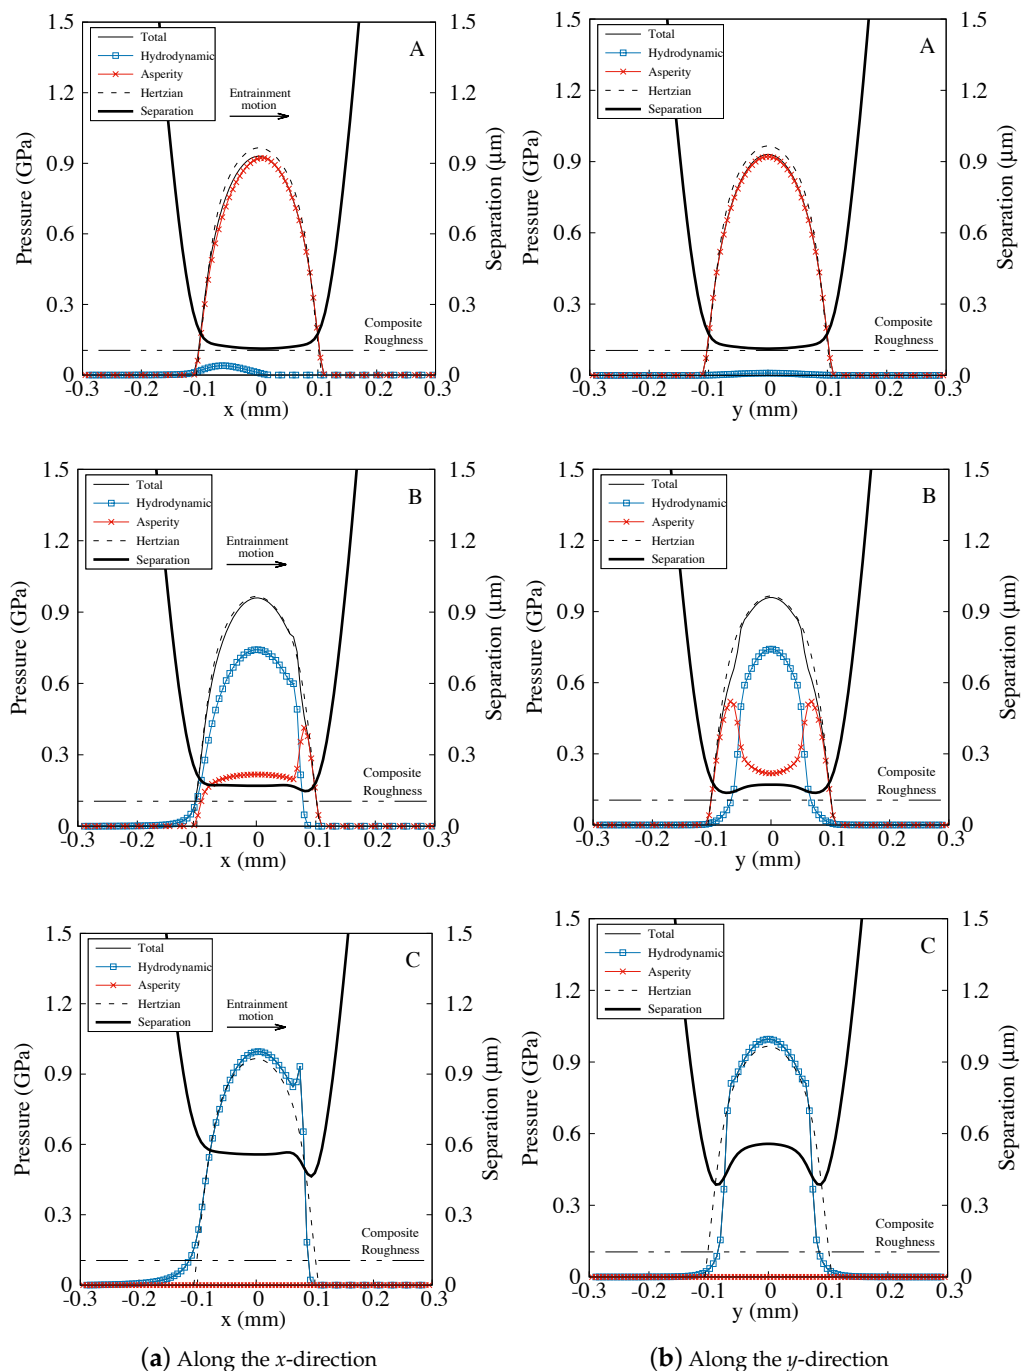 1.5
1.2
0.9
0.6
0.3
0
Pressure (GPa)
Total
Hydrodynamic
Asperity
Hertzian
Separation
A
Entrainment
motion
Composite
Roughness
1.5
1.2
0.9
0.6
0.3
0
Separation (μm)
-0.3 -0.2 -0.1 0 0.1 0.2 0.3
x (mm)
1.5
1.2
0.9
0.6
0.3
0
Pressure (GPa)
Total
Hydrodynamic
Asperity
Hertzian
Separation
A
Composite
Roughness
1.5
1.2
0.9
0.6
0.3
0
Separation (μm)
-0.3 -0.2 -0.1 0 0.1 0.2 0.3
y (mm)
1.5
1.2
0.9
0.6
0.3
0
Pressure (GPa)
Total
Hydrodynamic
Asperity
Hertzian
Separation
B
Entrainment
motion
Composite
Roughness
1.5
1.2
0.9
0.6
0.3
0
Separation (μm)
-0.3 -0.2 -0.1 0 0.1 0.2 0.3
x (mm)
1.5
1.2
0.9
0.6
0.3
0
Pressure (GPa)
Total
Hydrodynamic
Asperity
Hertzian
Separation
B
Composite
Roughness
1.5
1.2
0.9
0.6
0.3
0
Separation (μm)
-0.3 -0.2 -0.1 0 0.1 0.2 0.3
y (mm)
1.5
1.2
0.9
0.6
0.3
0
Pressure (GPa)
Total
Hydrodynamic
Asperity
Hertzian
Separation
C
Entrainment
motion
Composite
Roughness
1.5
1.2
0.9
0.6
0.3
0
Separation (μm)
-0.3 -0.2 -0.1 0 0.1 0.2 0.3
x (mm)
1.5
1.2
0.9
0.6
0.3
0
Pressure (GPa)
Total
Hydrodynamic
Asperity
Hertzian
Separation
C
Composite
Roughness
1.5
1.2
0.9
0.6
0.3
0
Separation (μm)
-0.3 -0.2 -0.1 0 0.1 0.2 0.3
y (mm)
(a) Along the x-direction
(b) Along the y-direction